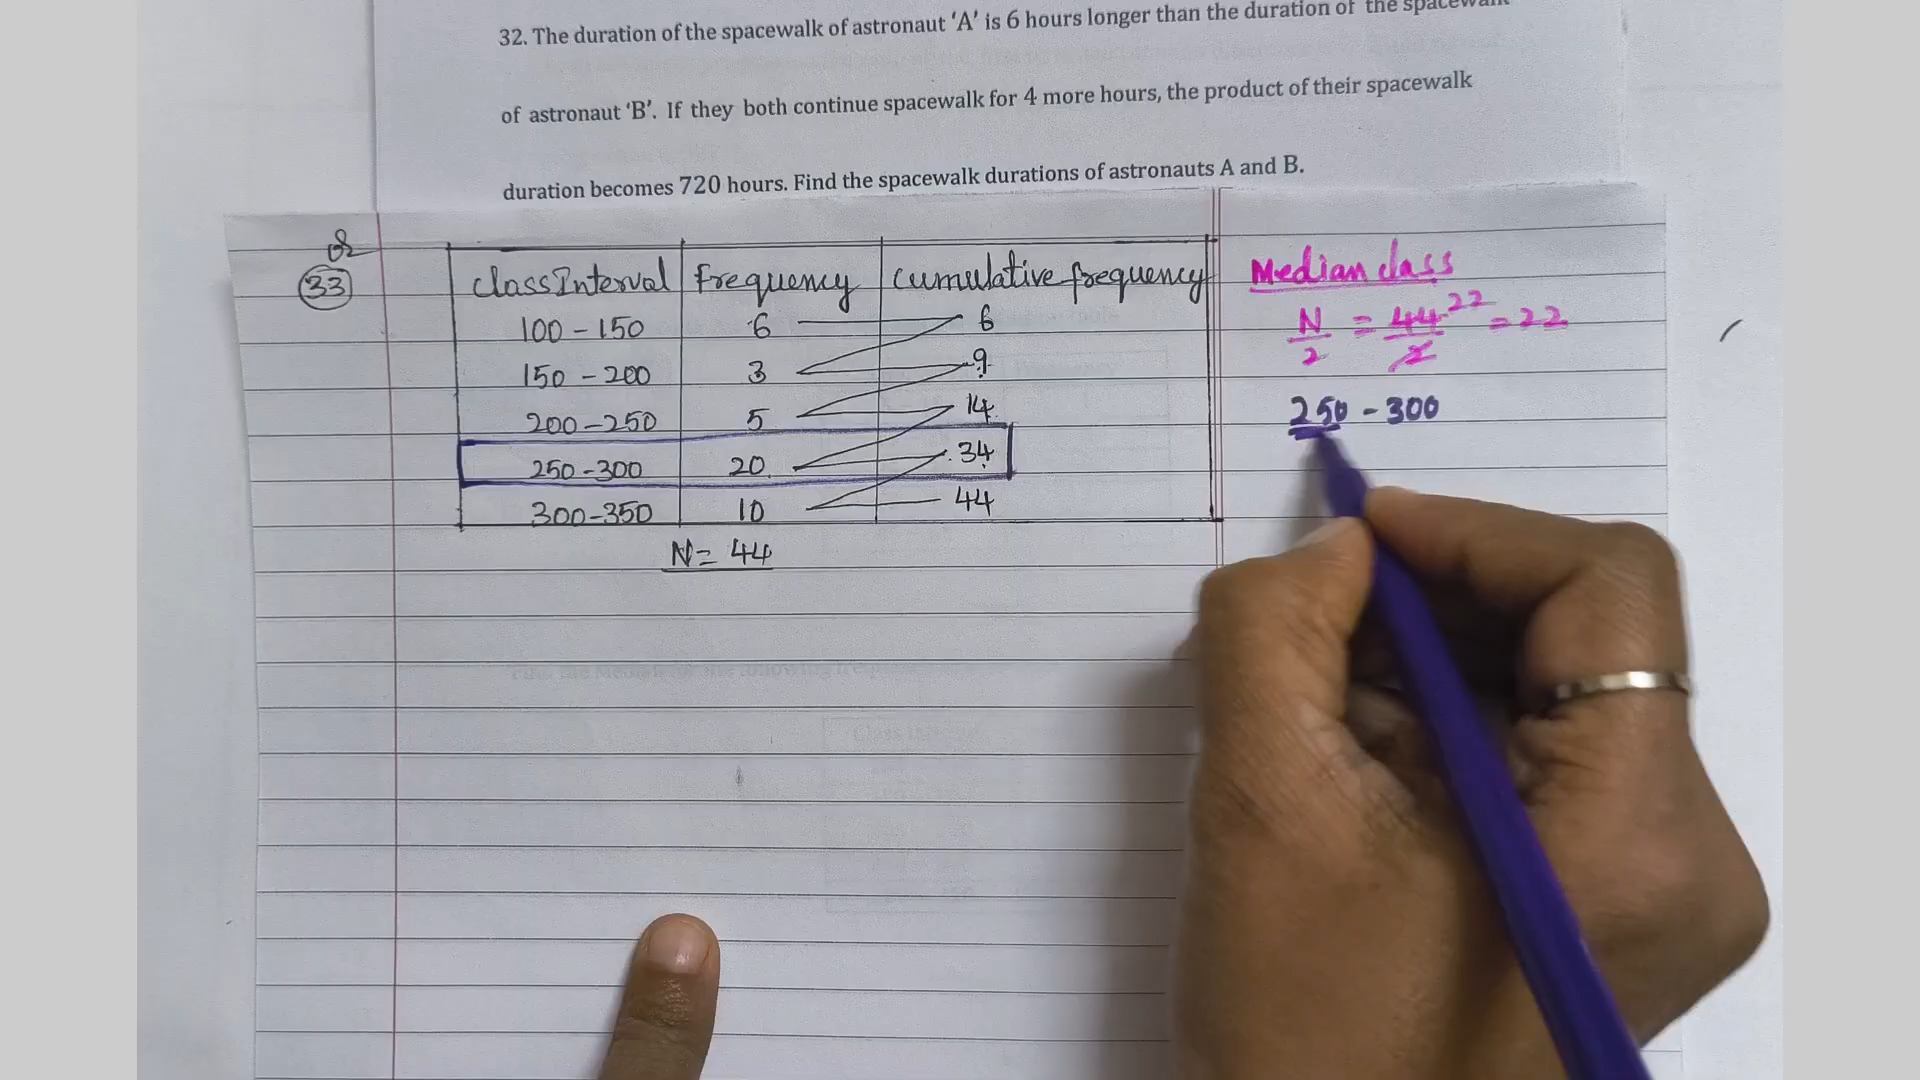 32. The duration of the spacewalk of astronaut ‘A’ is 6 hours longer than the duration of the spacewalk
of astronaut ‘B’. If they both continue spacewalk for 4 more hours, the product of their spacewalk
duration becomes 720 hours. Find the spacewalk durations of astronauts A and B.
33
class Interval frequency cumulative frequency
100 - 150 6 6
150 - 200 3 9
200 - 250 5 14
250 - 300 20 34
300 - 350 10 44
N = 44
Median class
N/2 = 44/2 22 = 22
250 - 300